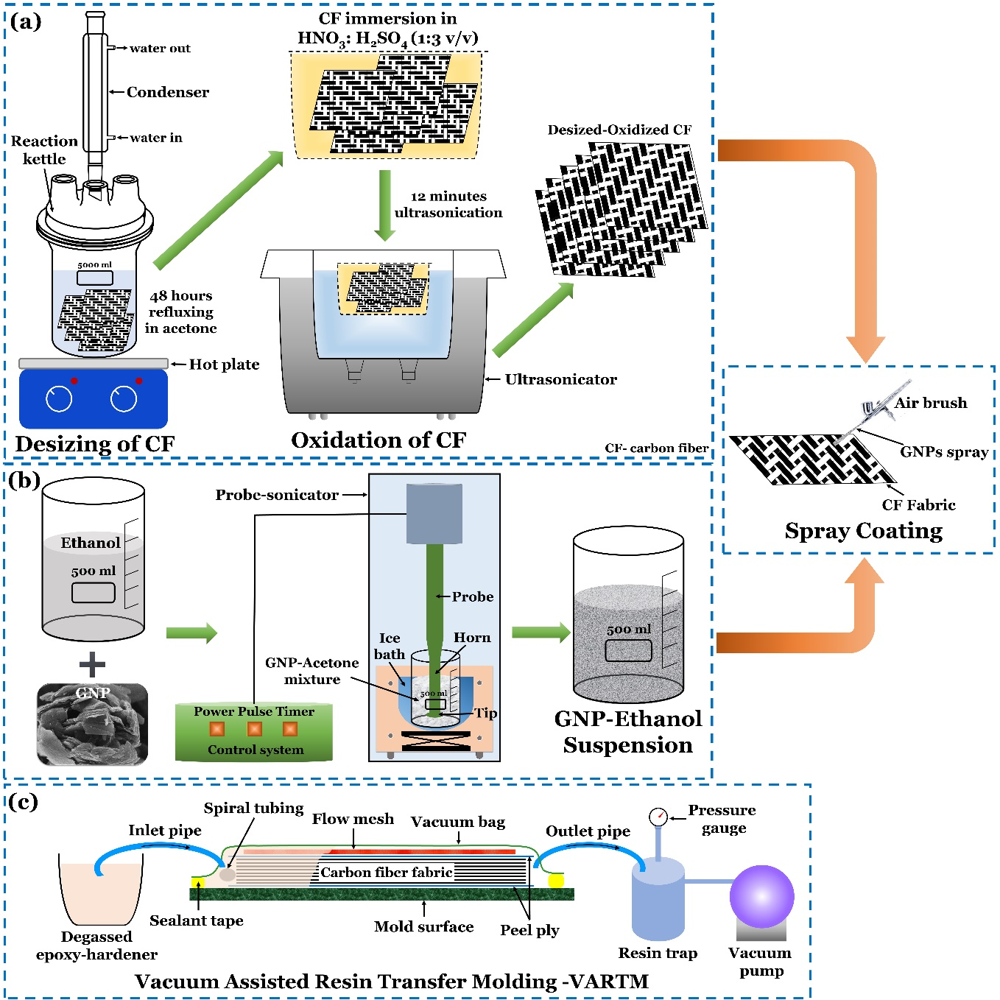 (a)
water out
Condenser
water in
Reaction
kettle
5000 ml
48 hours
refluxing
in acetone
Hot plate
Desizing of CF
CF immersion in
HNO₃: H₂SO₄ (1:3 v/v)
12 minutes
ultrasonication
Ultrasonicator
Oxidation of CF
Desized-Oxidized CF
CF- carbon fiber
Air brush
GNPs spray
CF Fabric
Spray Coating
(b)
Ethanol
500 ml
GNP
Probe-sonicator
Power Pulse Timer
Control system
Probe
Ice
bath
Horn
GNP-Acetone
mixture
500 ml
Tip
500 ml
GNP-Ethanol
Suspension
(c)
Spiral tubing
Inlet pipe
Flow mesh
Vacuum bag
Outlet pipe
Pressure
gauge
Carbon fiber fabric
Sealant tape
Mold surface
Peel ply
Degassed
epoxy-hardener
Resin trap
Vacuum
pump
Vacuum Assisted Resin Transfer Molding -VARTM